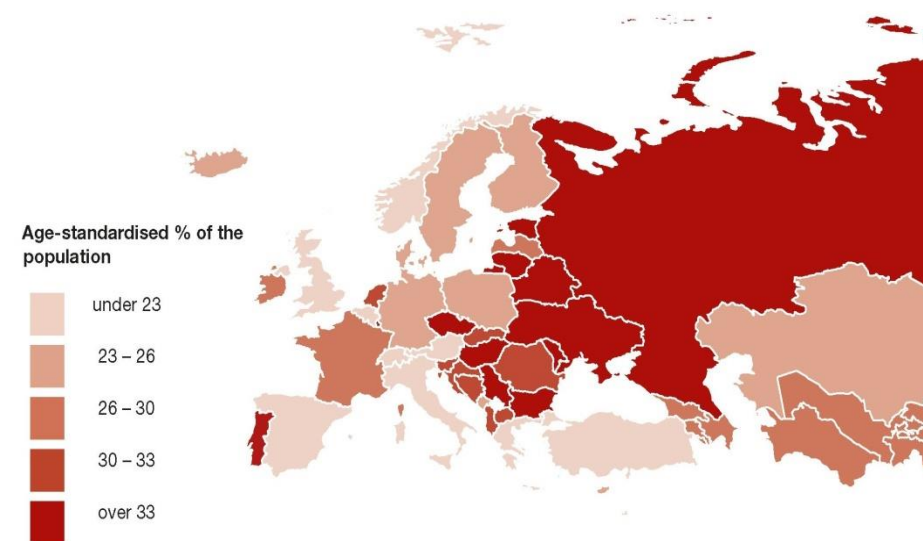 Age-standardised % of the
population
under 23
23 – 26
26 – 30
30 – 33
over 33